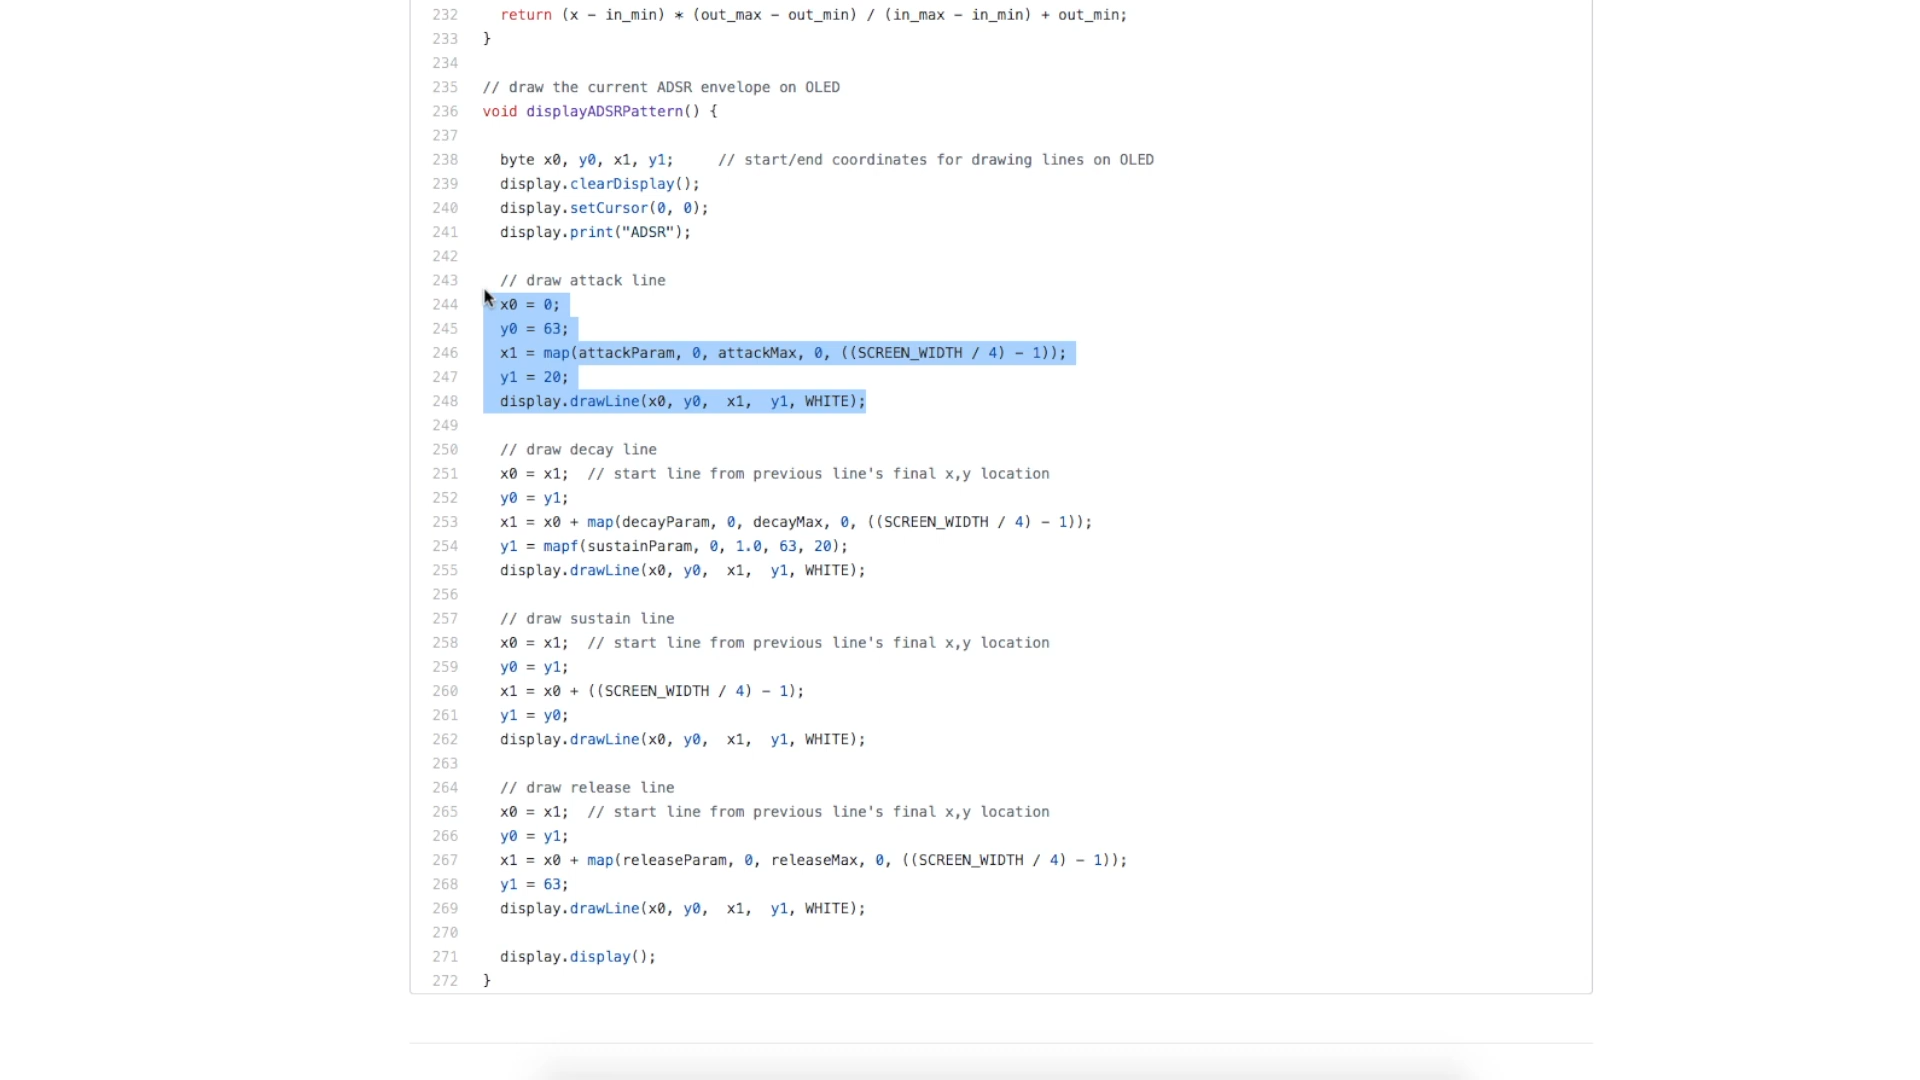 232 return (x - in_min) * (out_max - out_min) / (in_max - in_min) + out_min;
233 }
234
235 // draw the current ADSR envelope on OLED
236 void displayADSRPattern() {
237
238 byte x0, y0, x1, y1; // start/end coordinates for drawing lines on OLED
239 display.clearDisplay();
240 display.setCursor(0, 0);
241 display.print("ADSR");
242
243 // draw attack line
244 x0 = 0;
245 y0 = 63;
246 x1 = map(attackParam, 0, attackMax, 0, ((SCREEN_WIDTH / 4) - 1));
247 y1 = 20;
248 display.drawLine(x0, y0, x1, y1, WHITE);
249
250 // draw decay line
251 x0 = x1; // start line from previous line's final x,y location
252 y0 = y1;
253 x1 = x0 + map(decayParam, 0, decayMax, 0, ((SCREEN_WIDTH / 4) - 1));
254 y1 = mapf(sustainParam, 0, 1.0, 63, 20);
255 display.drawLine(x0, y0, x1, y1, WHITE);
256
257 // draw sustain line
258 x0 = x1; // start line from previous line's final x,y location
259 y0 = y1;
260 x1 = x0 + ((SCREEN_WIDTH / 4) - 1);
261 y1 = y0;
262 display.drawLine(x0, y0, x1, y1, WHITE);
263
264 // draw release line
265 x0 = x1; // start line from previous line's final x,y location
266 y0 = y1;
267 x1 = x0 + map(releaseParam, 0, releaseMax, 0, ((SCREEN_WIDTH / 4) - 1));
268 y1 = 63;
269 display.drawLine(x0, y0, x1, y1, WHITE);
270
271 display.display();
272 }